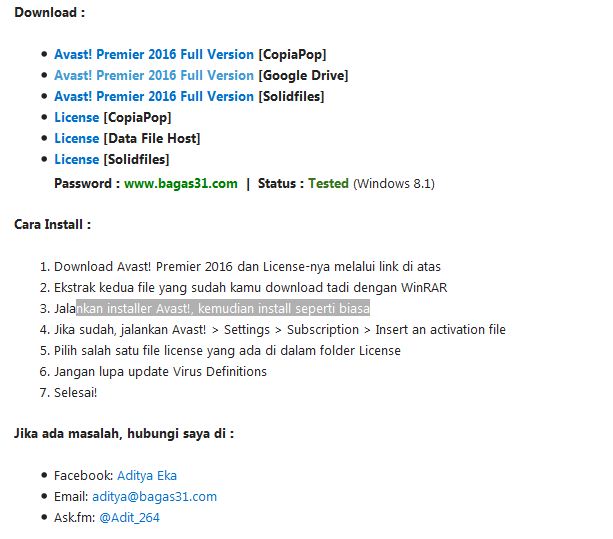 Download :
Avast! Premier 2016 Full Version [CopiaPop]
Avast! Premier 2016 Full Version [Google Drive]
Avast! Premier 2016 Full Version [Solidfiles]
License [CopiaPop]
License [Data File Host]
License [Solidfiles]
Password : www.bagas31.com | Status : Tested (Windows 8.1)
Cara Install :
1. Download Avast! Premier 2016 dan License-nya melalui link di atas
2. Ekstrak kedua file yang sudah kamu download tadi dengan WinRAR
3. Jalankan installer Avast!, kemudian install seperti biasa
4. Jika sudah, jalankan Avast! > Settings > Subscription > Insert an activation file
5. Pilih salah satu file license yang ada di dalam folder License
6. Jangan lupa update Virus Definitions
7. Selesai!
Jika ada masalah, hubungi saya di :
Facebook: Aditya Eka
Email: aditya@bagas31.com
Ask.fm: @Adit_264